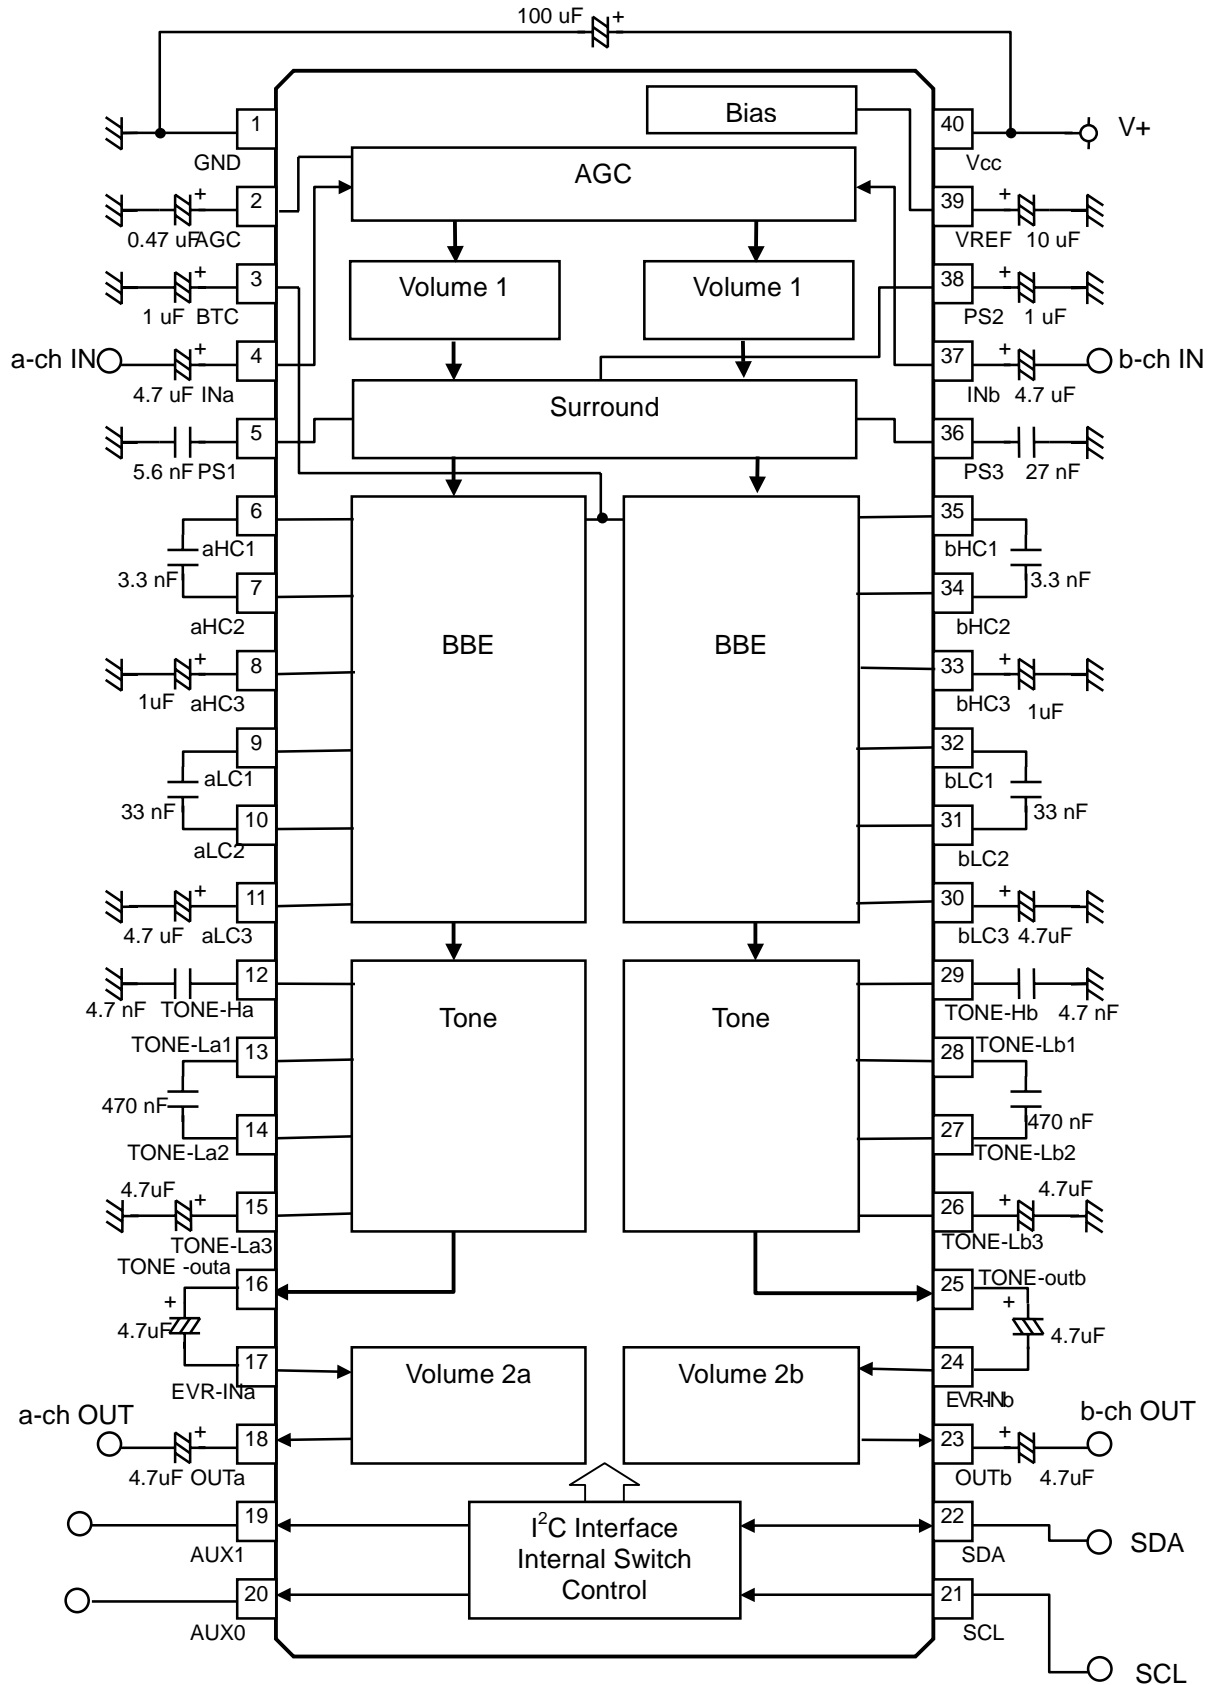 100 uF +
1
GND
Bias
40
Vcc
V+
AGC
2
+
0.47 uF
AGC
39
VREF
+
10 uF
3
+
1 uF
BTC
Volume 1
Volume 1
38
PS2
+
1 uF
a-ch IN
+
4
4.7 uF
INa
37
INb
+
4.7 uF
b-ch IN
Surround
5
5.6 nF
PS1
36
PS3
27 nF
6
aHC1
3.3 nF
7
aHC2
35
bHC1
3.3 nF
34
bHC2
BBE
BBE
8
+
1uF
aHC3
33
bHC3
+
1uF
9
aLC1
33 nF
10
aLC2
32
bLC1
33 nF
31
bLC2
11
+
4.7 uF
aLC3
30
bLC3
+
4.7uF
12
4.7 nF
TONE-Ha
Tone
Tone
29
TONE-Hb
4.7 nF
TONE-La1
13
470 nF
14
TONE-La2
28
TONE-Lb1
470 nF
27
TONE-Lb2
4.7uF
+
15
TONE-La3
26
+
4.7uF
TONE-Lb3
TONE -outa
16
+
4.7uF
17
EVR-INa
25
TONE-outb
+
4.7uF
24
EVR-INb
Volume 2a
Volume 2b
a-ch OUT
+
18
4.7uF
OUTa
23
OUTb
+
4.7uF
b-ch OUT
19
AUX1
I2C Interface
Internal Switch
Control
22
SDA
SDA
20
AUX0
21
SCL
SCL